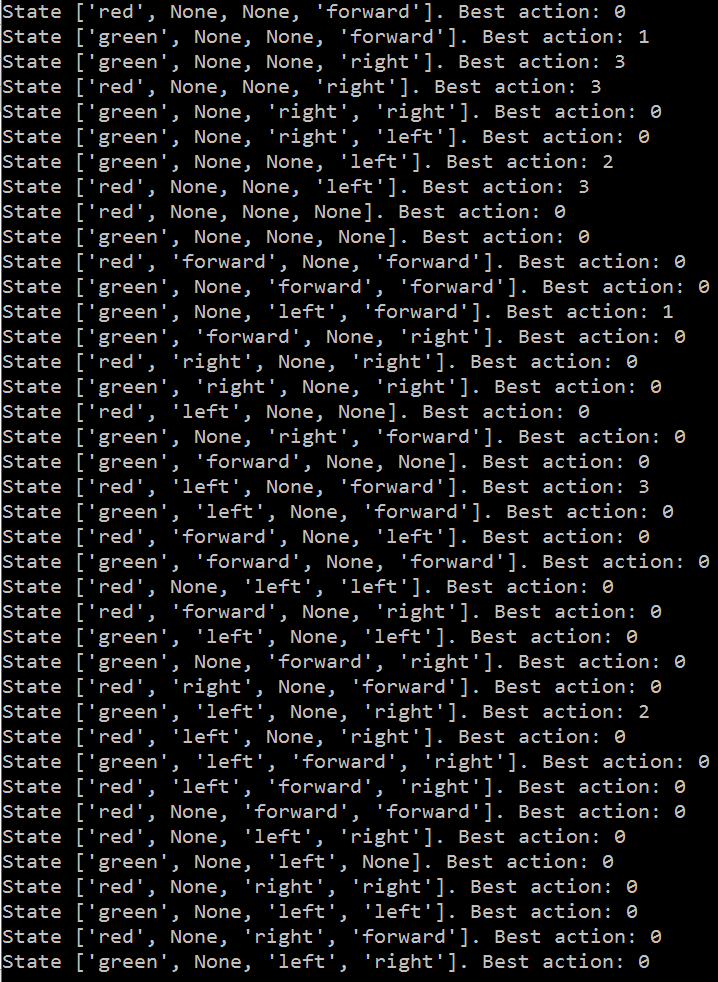 State ['red', None, None, 'forward']. Best action: 0
State ['green', None, None, 'forward']. Best action: 1
State ['green', None, None, 'right']. Best action: 3
State ['red', None, None, 'right']. Best action: 3
State ['green', None, 'right', 'right']. Best action: 0
State ['green', None, 'right', 'left']. Best action: 0
State ['green', None, None, 'left']. Best action: 2
State ['red', None, None, 'left']. Best action: 3
State ['red', None, None, None]. Best action: 0
State ['green', None, None, None]. Best action: 0
State ['red', 'forward', None, 'forward']. Best action: 0
State ['green', None, 'forward', 'forward']. Best action: 0
State ['green', None, 'left', 'forward']. Best action: 1
State ['green', 'forward', None, 'right']. Best action: 0
State ['red', 'right', None, 'right']. Best action: 0
State ['green', 'right', None, 'right']. Best action: 0
State ['red', 'left', None, None]. Best action: 0
State ['green', None, 'right', 'forward']. Best action: 0
State ['green', 'forward', None, None]. Best action: 0
State ['red', 'left', None, 'forward']. Best action: 3
State ['green', 'left', None, 'forward']. Best action: 0
State ['red', 'forward', None, 'left']. Best action: 0
State ['green', 'forward', None, 'forward']. Best action: 0
State ['red', None, 'left', 'left']. Best action: 0
State ['red', 'forward', None, 'right']. Best action: 0
State ['green', 'left', None, 'left']. Best action: 0
State ['green', None, 'forward', 'right']. Best action: 0
State ['red', 'right', None, 'forward']. Best action: 0
State ['green', 'left', None, 'right']. Best action: 2
State ['red', 'left', None, 'right']. Best action: 0
State ['green', 'left', 'forward', 'right']. Best action: 0
State ['red', 'left', 'forward', 'right']. Best action: 0
State ['red', None, 'forward', 'forward']. Best action: 0
State ['red', None, 'left', 'right']. Best action: 0
State ['green', None, 'left', None]. Best action: 0
State ['red', None, 'right', 'right']. Best action: 0
State ['green', None, 'left', 'left']. Best action: 0
State ['red', None, 'right', 'forward']. Best action: 0
State ['green', None, 'left', 'right']. Best action: 0